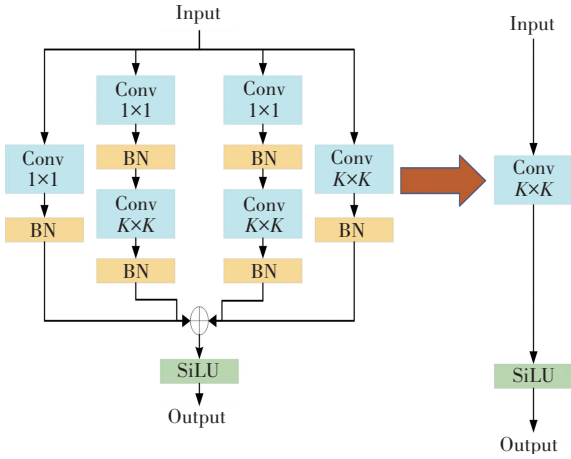 Input
Conv
1×1
BN
Conv
1×1
BN
Conv
K×K
BN
Conv
1×1
BN
Conv
K×K
BN
Conv
K×K
BN
SiLU
Output
Input
Conv
K×K
SiLU
Output